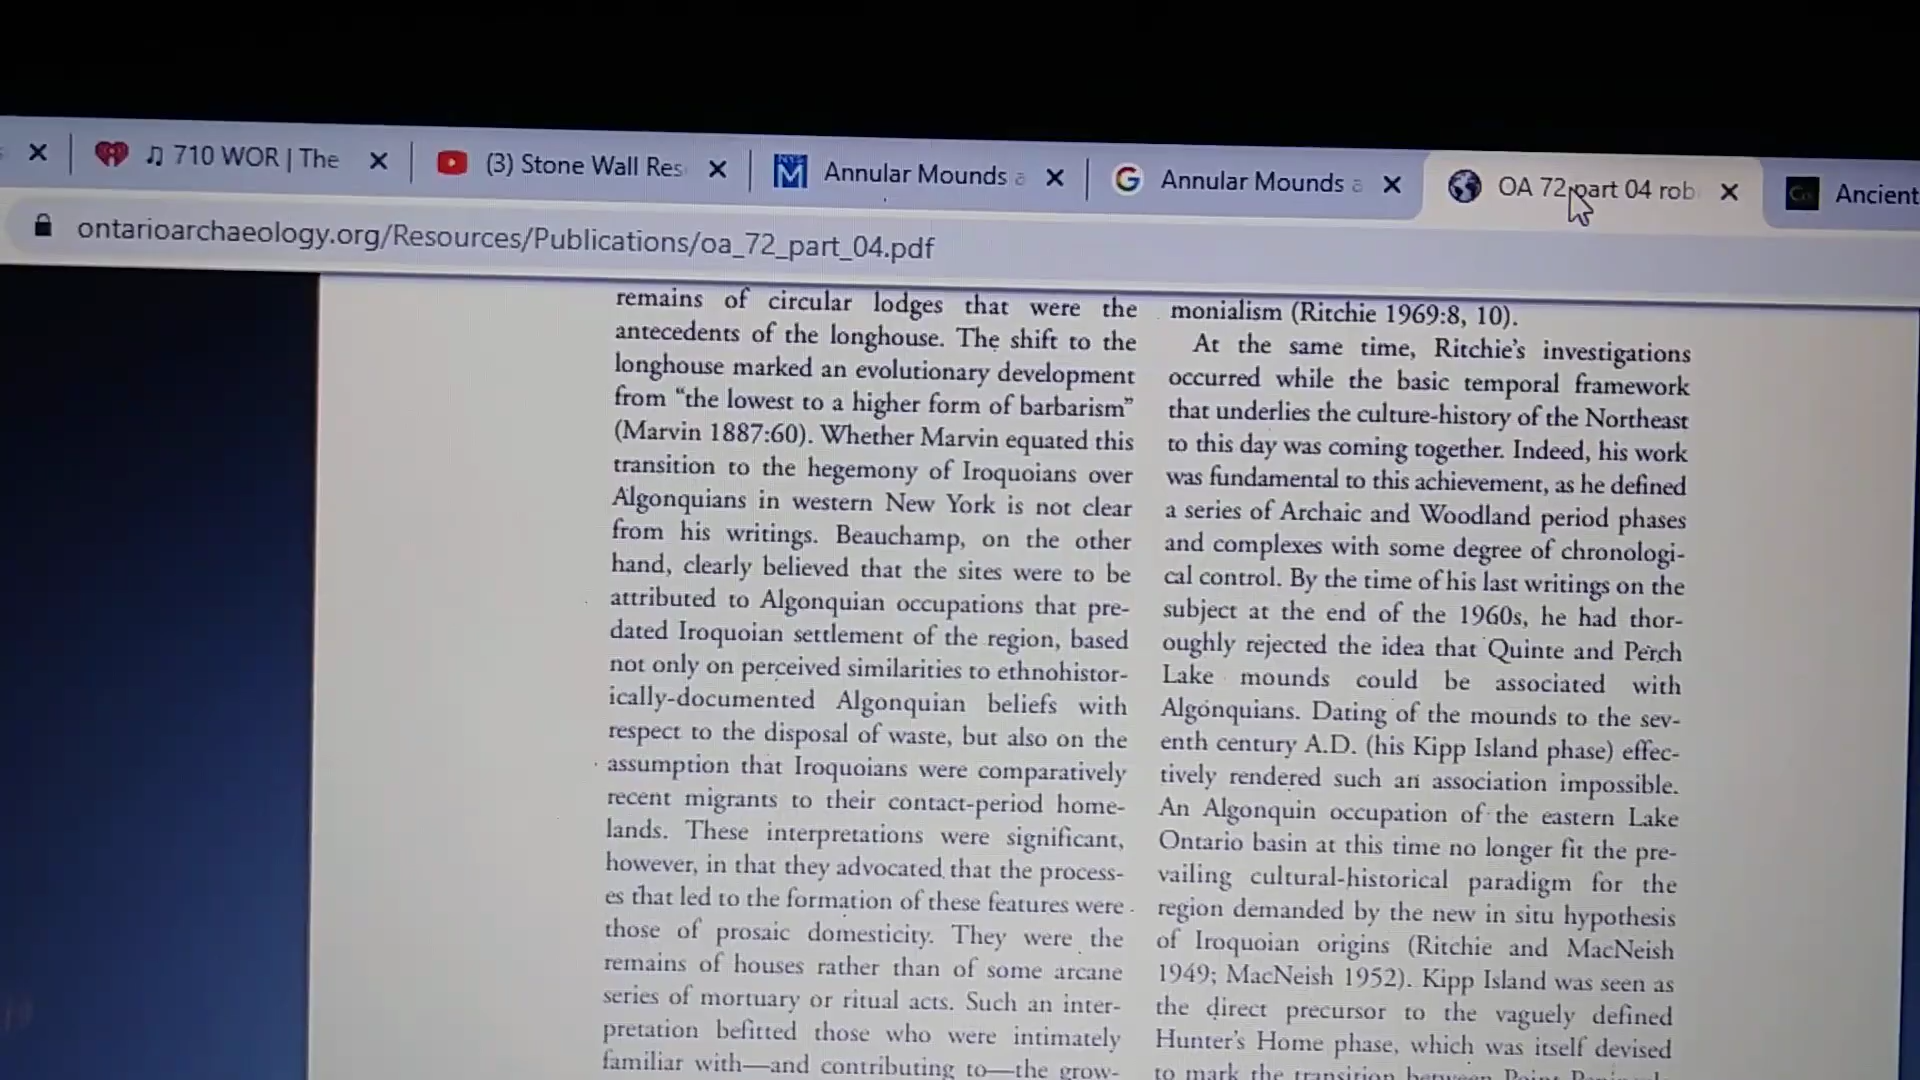 710 WOR | The
(3) Stone Wall Res
Annular Mounds a
Annular Mounds a
OA 72 part 04 rob
Ancient
ontarioarchaeology.org/Resources/Publications/oa_72_part_04.pdf
remains of circular lodges that were the
antecedents of the longhouse. The shift to the
longhouse marked an evolutionary development
from “the lowest to a higher form of barbarism”
(Marvin 1887:60). Whether Marvin equated this
transition to the hegemony of Iroquoians over
Algonquians in western New York is not clear
from his writings. Beauchamp, on the other
hand, clearly believed that the sites were to be
attributed to Algonquian occupations that pre-
dated Iroquoian settlement of the region, based
not only on perceived similarities to ethnohistor-
ically-documented Algonquian beliefs with
respect to the disposal of waste, but also on the
assumption that Iroquoians were comparatively
recent migrants to their contact-period home-
lands. These interpretations were significant,
however, in that they advocated that the process-
es that led to the formation of these features were
those of prosaic domesticity. They were the
remains of houses rather than of some arcane
series of mortuary or ritual acts. Such an inter-
pretation befitted those who were intimately
familiar with—and contributing to—the grow-
monialism (Ritchie 1969:8, 10).
At the same time, Ritchie’s investigations
occurred while the basic temporal framework
that underlies the culture-history of the Northeast
to this day was coming together. Indeed, his work
was fundamental to this achievement, as he defined
a series of Archaic and Woodland period phases
and complexes with some degree of chronologi-
cal control. By the time of his last writings on the
subject at the end of the 1960s, he had thor-
oughly rejected the idea that Quinte and Perch
Lake mounds could be associated with
Algonquians. Dating of the mounds to the sev-
enth century A.D. (his Kipp Island phase) effec-
tively rendered such an association impossible.
An Algonquin occupation of the eastern Lake
Ontario basin at this time no longer fit the pre-
vailing cultural-historical paradigm for the
region demanded by the new in situ hypothesis
of Iroquoian origins (Ritchie and MacNeish
1949; MacNeish 1952). Kipp Island was seen as
the direct precursor to the vaguely defined
Hunter’s Home phase, which was itself devised
to mark the transition between Point